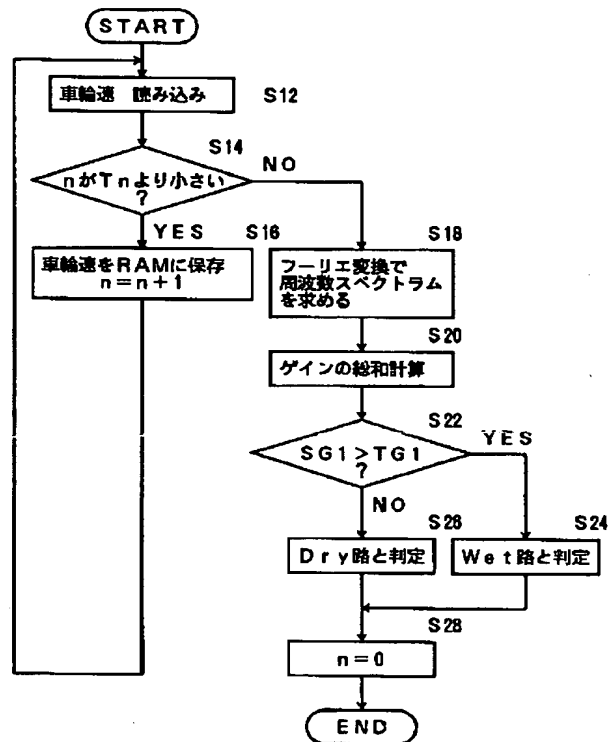 START
車輪速 読み込み
S12
S14
nがTnより小さい
?
NO
YES
S16
車輪速をRAMに保存
n=n+1
S18
フーリエ変換で
周波数スペクトラム
を求める
S20
ゲインの総和計算
S22
SG1>TG1
?
YES
NO
S26
Dry路と判定
S24
Wet路と判定
S28
n=0
END